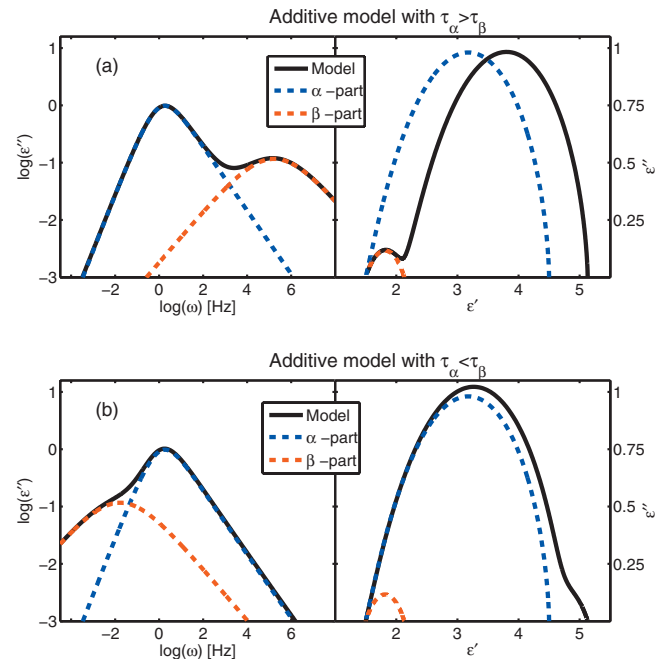 Additive model with τα>τβ
(a)
Model
α -part
β -part
log(ε′′)
1
0
−1
−2
−3
−2 0 2 4 6
log(ω) [Hz]
1
0.75
0.5
0.25
ε′′
2 3 4 5
ε′
Additive model with τα<τβ
(b)
Model
α -part
β -part
log(ε′′)
1
0
−1
−2
−3
−2 0 2 4 6
log(ω) [Hz]
1
0.75
0.5
0.25
ε′′
2 3 4 5
ε′